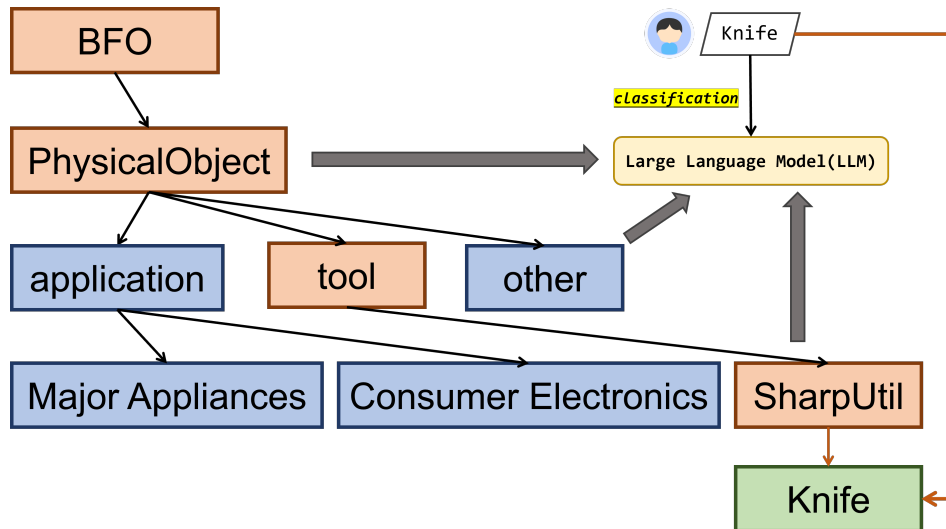 BFO
Knife
classification
PhysicalObject
Large Language Model(LLM)
application
tool
other
Major Appliances
Consumer Electronics
SharpUtil
Knife